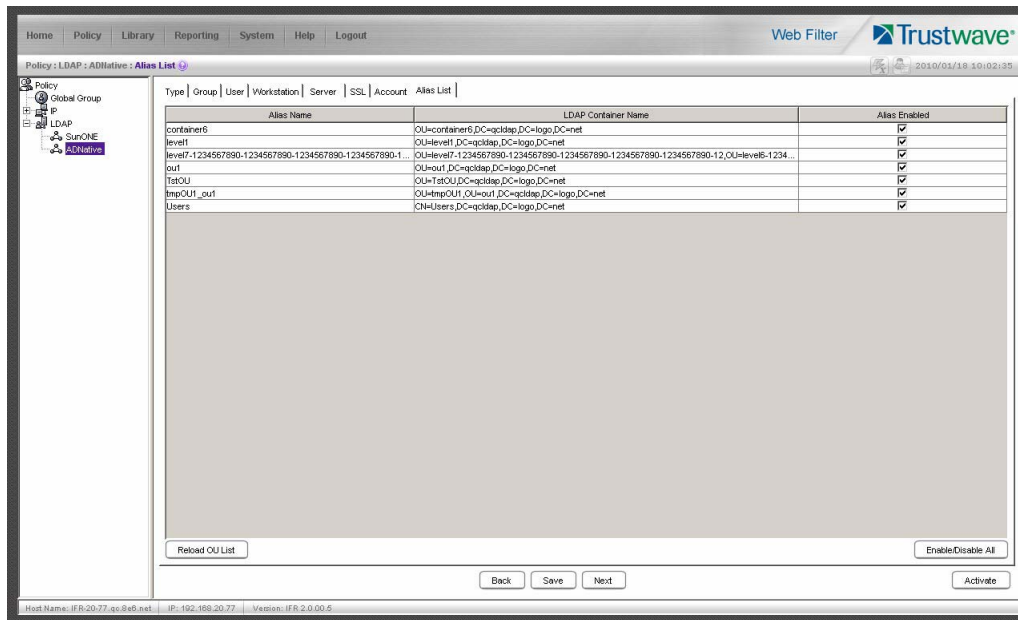 Home Policy Library Reporting System Help Logout Web Filter Trustwave®
Policy : LDAP : ADNative : Alias List 2010/01/18 10:02:35
Policy
Global Group
IP
LDAP
SunONE
ADNative
Type Group User Workstation Server SSL Account Alias List
Alias Name LDAP Container Name Alias Enabled
container6 OU=container6,DC=qcldap,DC=logo,DC=net
level1 OU=level1,DC=qcldap,DC=logo,DC=net
level7-1234567890-1234567890-1234567890-1234567890-1... OU=level7-1234567890-1234567890-1234567890-1234567890-1234567890-12,OU=level6-1234...
ou1 OU=ou1,DC=qcldap,DC=logo,DC=net
TstOU OU=TstOU,DC=qcldap,DC=logo,DC=net
tmpOU1_ou1 OU=tmpOU1,OU=ou1,DC=qcldap,DC=logo,DC=net
Users CN=Users,DC=qcldap,DC=logo,DC=net
Reload OU List Enable/Disable All
Back Save Next Activate
Host Name: IFR-20-77.qc.8e6.net IP: 192.168.20.77 Version: IFR 2.0.00.5